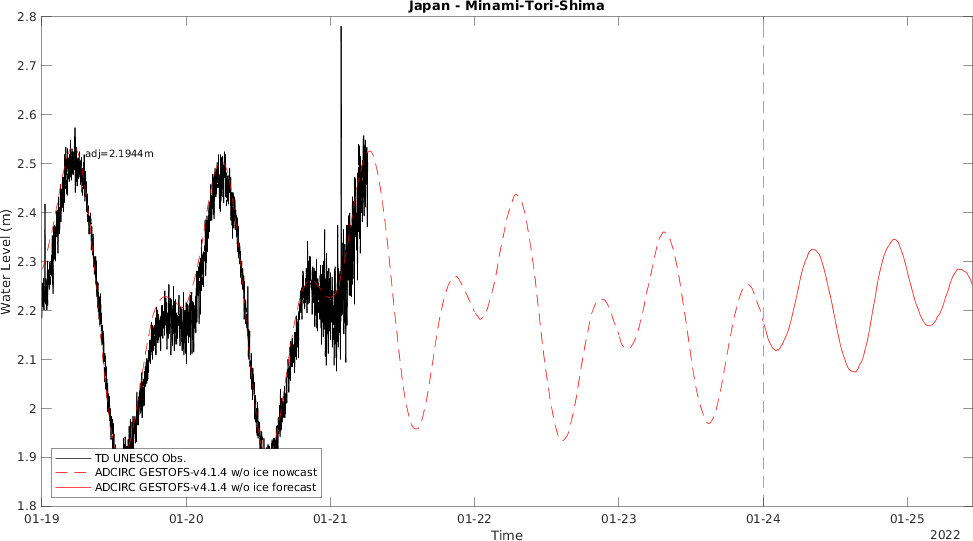 Japan - Minami-Tori-Shima
2.8
2.7
2.6
2.5
2.4
2.3
2.2
2.1
2
1.9
1.8
Water Level (m)
adj=2.1944m
TD UNESCO Obs.
ADCIRC GESTOFS-v4.1.4 w/o ice nowcast
ADCIRC GESTOFS-v4.1.4 w/o ice forecast
01-19 01-20 01-21 01-22 01-23 01-24 01-25
Time
2022